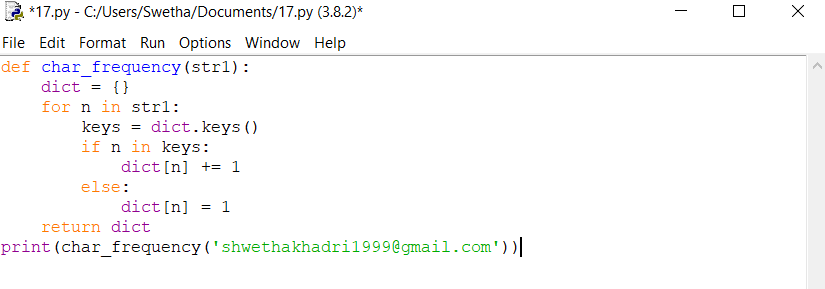 *17.py - C:/Users/Swetha/Documents/17.py (3.8.2)*
File Edit Format Run Options Window Help
def char_frequency(str1):
    dict = {}
    for n in str1:
        keys = dict.keys()
        if n in keys:
            dict[n] += 1
        else:
            dict[n] = 1
    return dict
print(char_frequency('shwethakhadri1999@gmail.com'))